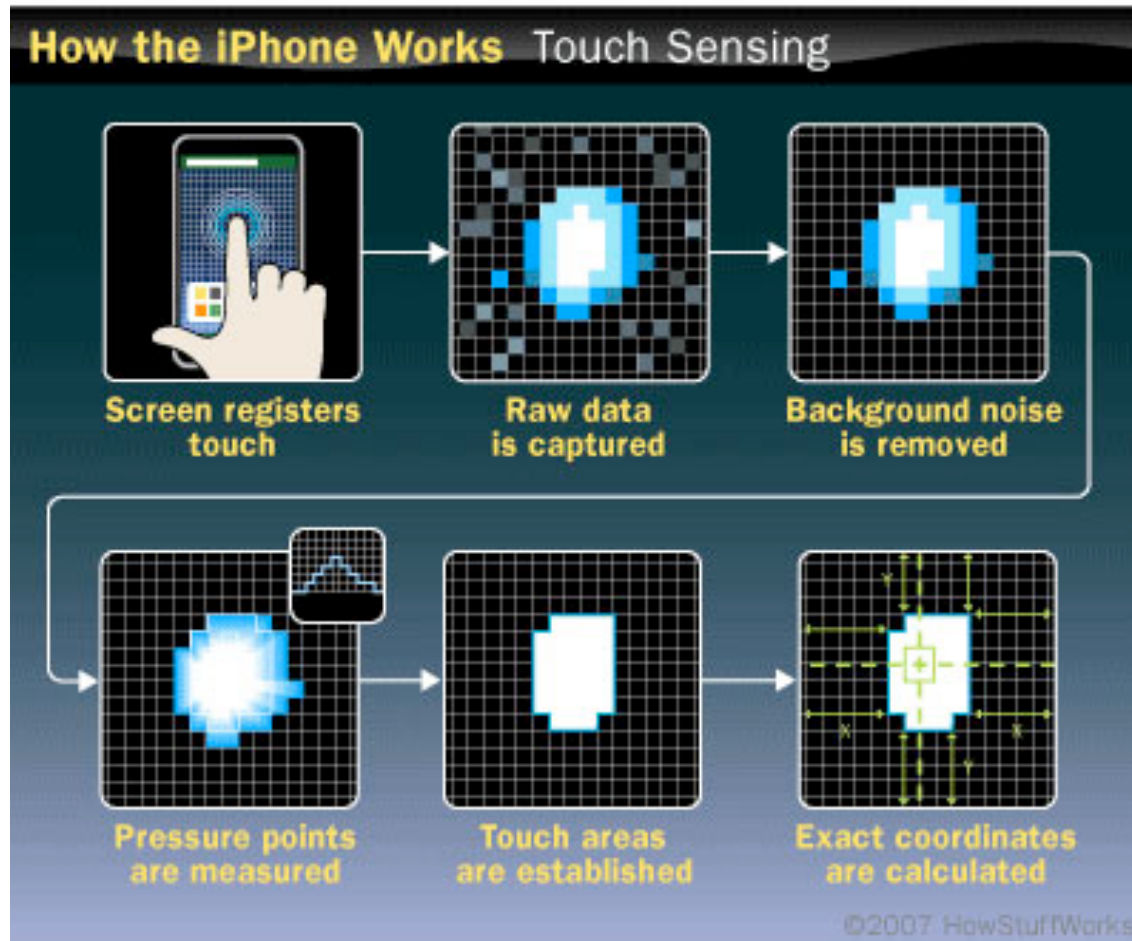 How the iPhone Works Touch Sensing
Screen registers
touch
Raw data
is captured
Background noise
is removed
Pressure points
are measured
Touch areas
are established
Exact coordinates
are calculated
Y
X
X
Y
©2007 HowStuffWorks